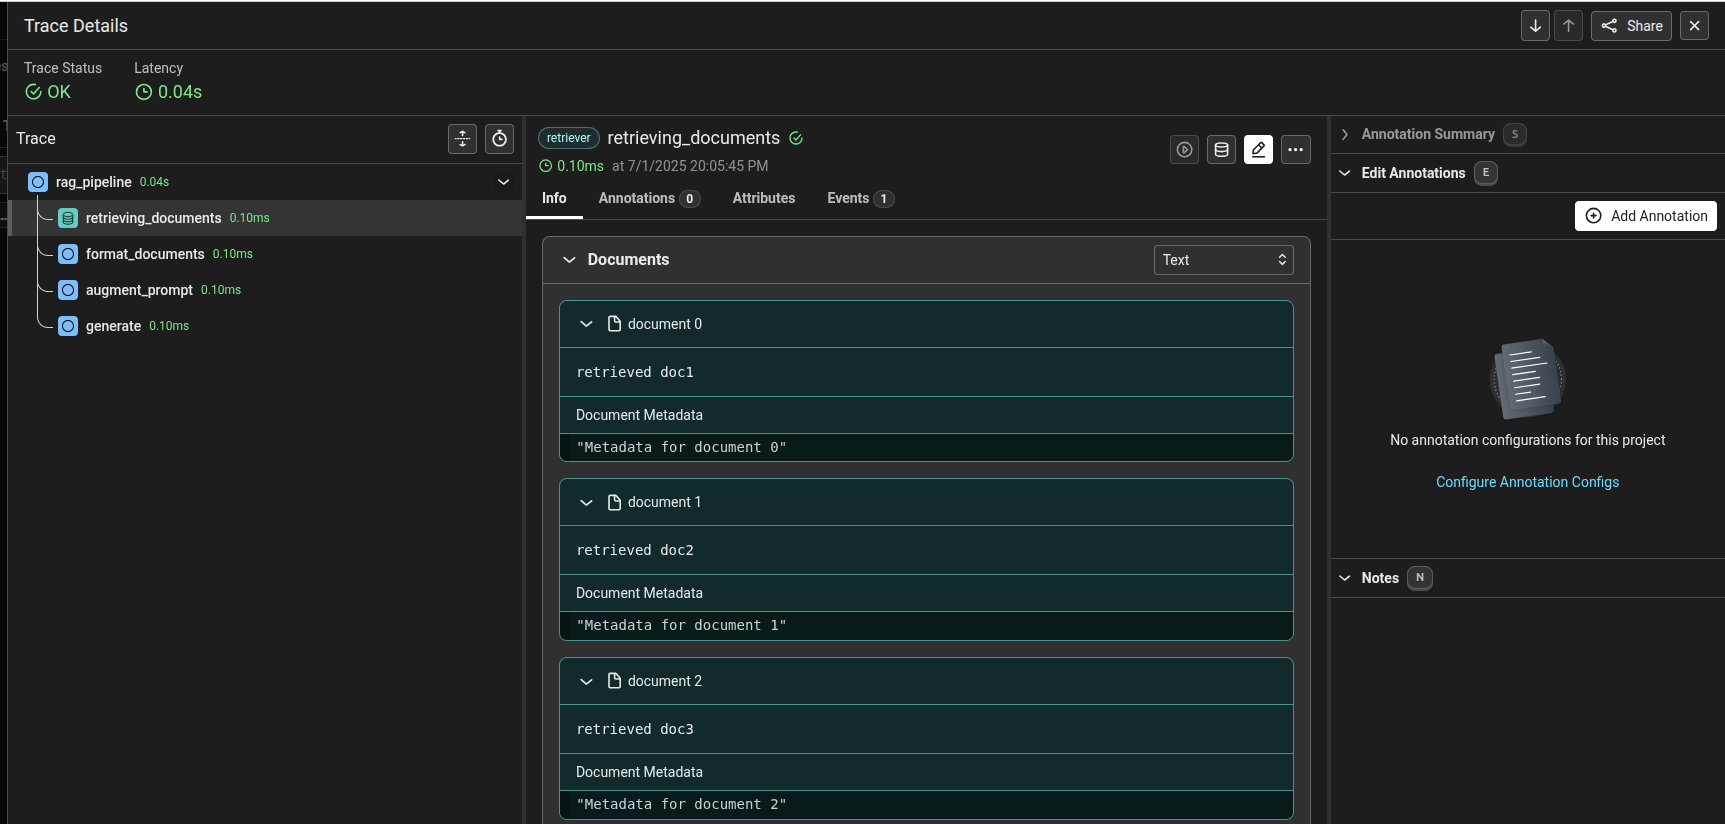 Trace Details
Share
Trace Status
Latency
OK
0.04s
Trace
rag_pipeline 0.04s
retrieving_documents 0.10ms
format_documents 0.10ms
augment_prompt 0.10ms
generate 0.10ms
retriever retrieving_documents
0.10ms at 7/1/2025 20:05:45 PM
Info Annotations 0 Attributes Events 1
Documents
Text
document 0
retrieved doc1
Document Metadata
"Metadata for document 0"
document 1
retrieved doc2
Document Metadata
"Metadata for document 1"
document 2
retrieved doc3
Document Metadata
"Metadata for document 2"
Annotation Summary S
Edit Annotations E
Add Annotation
No annotation configurations for this project
Configure Annotation Configs
Notes N